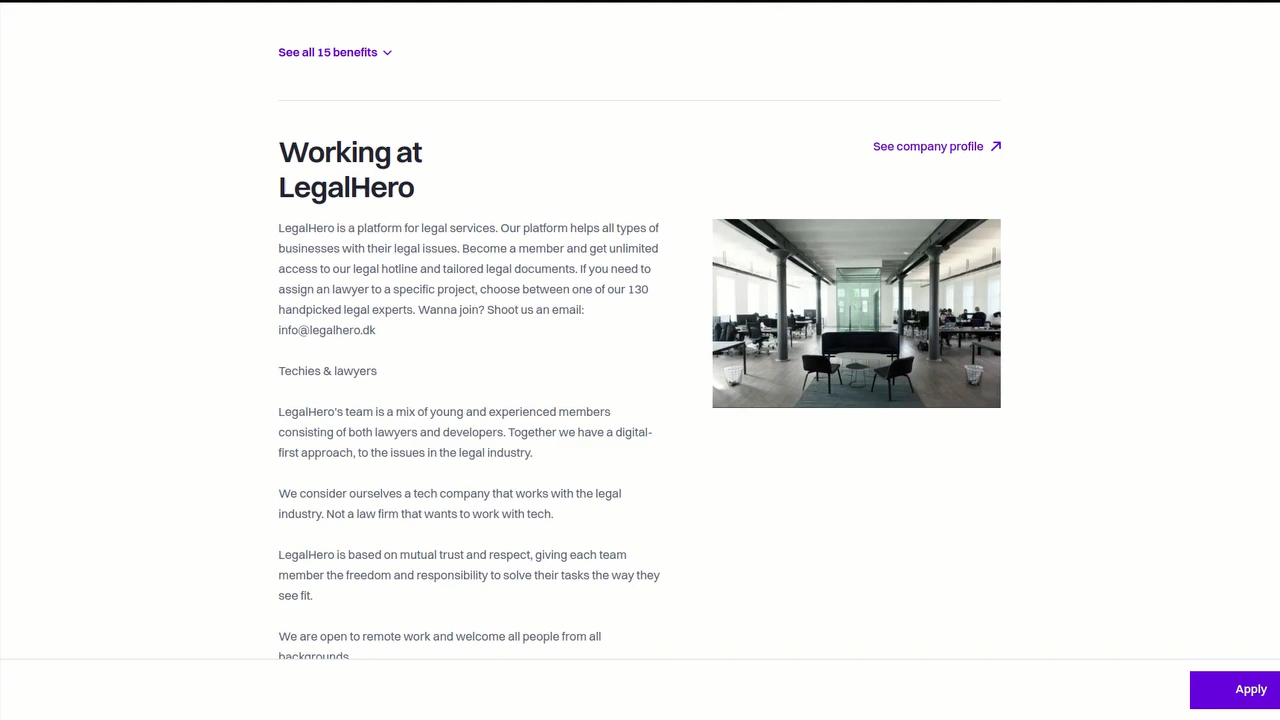 See all 15 benefits
Working at
LegalHero
See company profile
LegalHero is a platform for legal services. Our platform helps all types of
businesses with their legal issues. Become a member and get unlimited
access to our legal hotline and tailored legal documents. If you need to
assign an lawyer to a specific project, choose between one of our 130
handpicked legal experts. Wanna join? Shoot us an email:
info@legalhero.dk
Techies & lawyers
LegalHero's team is a mix of young and experienced members
consisting of both lawyers and developers. Together we have a digital-
first approach, to the issues in the legal industry.
We consider ourselves a tech company that works with the legal
industry. Not a law firm that wants to work with tech.
LegalHero is based on mutual trust and respect, giving each team
member the freedom and responsibility to solve their tasks the way they
see fit.
We are open to remote work and welcome all people from all
backgrounds
Apply